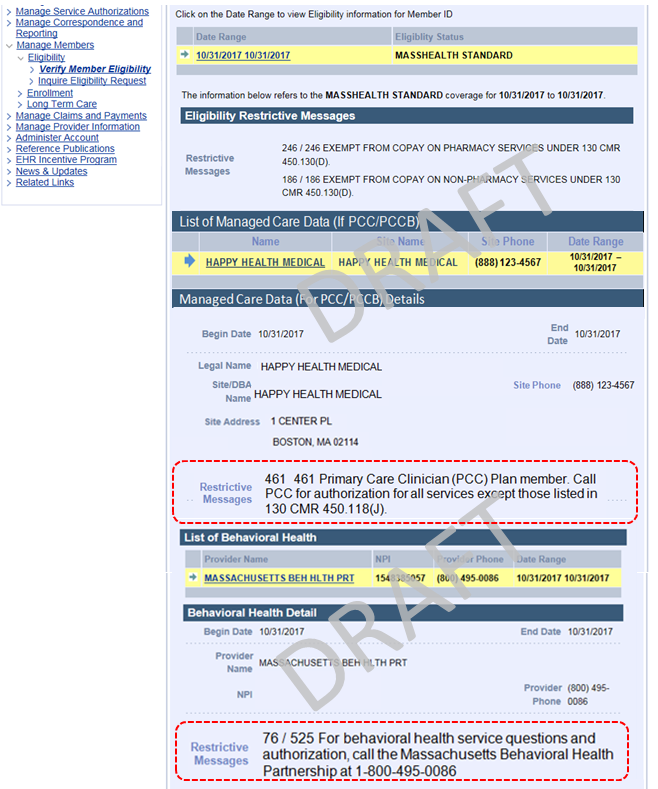 Manage Service Authorizations
Manage Correspondence and
Reporting
Manage Members
Eligibility
Verify Member Eligibility
Inquire Eligibility Request
Enrollment
Long Term Care
Manage Claims and Payments
Manage Provider Information
Administer Account
Reference Publications
EHR Incentive Program
News & Updates
Related Links
Click on the Date Range to view Eligibility information for Member ID
Date Range Eligiblity Status
10/31/2017 10/31/2017 MASSHEALTH STANDARD
The information below refers to the MASSHEALTH STANDARD coverage for 10/31/2017 to 10/31/2017.
Eligibility Restrictive Messages
Restrictive
Messages
246 / 246 EXEMPT FROM COPAY ON PHARMACY SERVICES UNDER 130 CMR
450.130(D).
186 / 186 EXEMPT FROM COPAY ON NON-PHARMACY SERVICES UNDER 130
CMR 450.130(D).
List of Managed Care Data (If PCC/PCCB)
Name Site Name Site Phone Date Range
HAPPY HEALTH MEDICAL HAPPY HEALTH MEDICAL (888) 123-4567 10/31/2017 –
10/31/2017
Managed Care Data (For PCC/PCCB) Details
Begin Date 10/31/2017 End
Date 10/31/2017
Legal Name HAPPY HEALTH MEDICAL
Site/DBA
Name HAPPY HEALTH MEDICAL Site Phone (888) 123-4567
Site Address 1 CENTER PL
BOSTON, MA 02114
Restrictive
Messages
461 461 Primary Care Clinician (PCC) Plan member. Call
PCC for authorization for all services except those listed in
130 CMR 450.118(J).
List of Behavioral Health
Provider Name NPI Provider Phone Date Range
MASSACHUSETTS BEH HLTH PRT (800) 495-0086 10/31/2017 10/31/2017
Behavioral Health Detail
Begin Date 10/31/2017 End Date 10/31/2017
Provider
Name MASSACHUSETTS BEH HLTH PRT
NPI Provider
Phone (800) 495-
0086
Restrictive
Messages
76 / 525 For behavioral health service questions and
authorization, call the Massachusetts Behavioral Health
Partnership at 1-800-495-0086
DRAFT
DRAFT